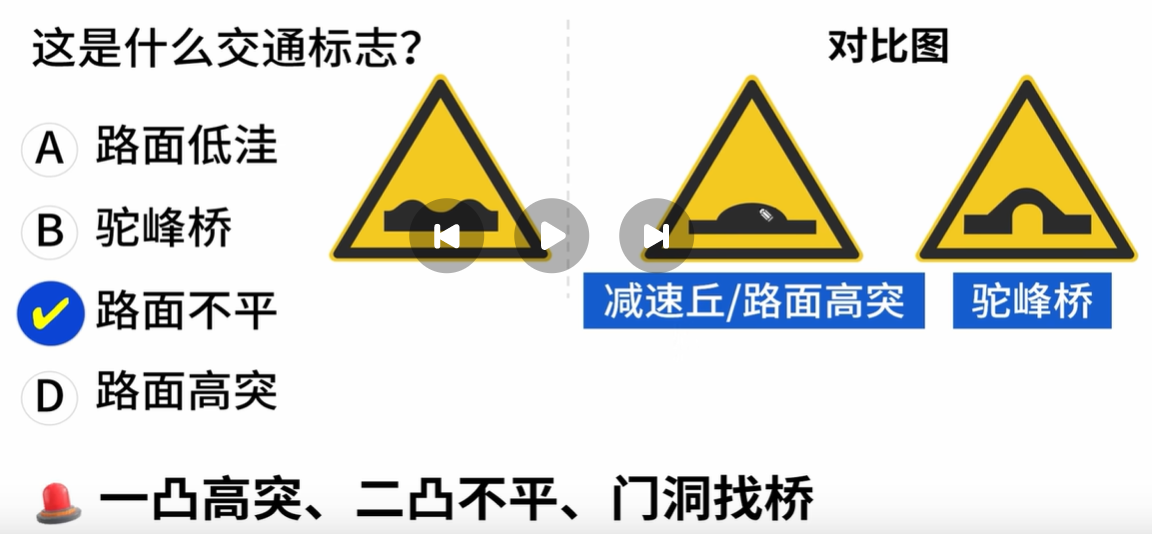 这是什么交通标志？
对比图
A 路面低洼
B 驼峰桥
路面不平
D 路面高突
减速丘/路面高突
驼峰桥
一凸高突、二凸不平、门洞找桥